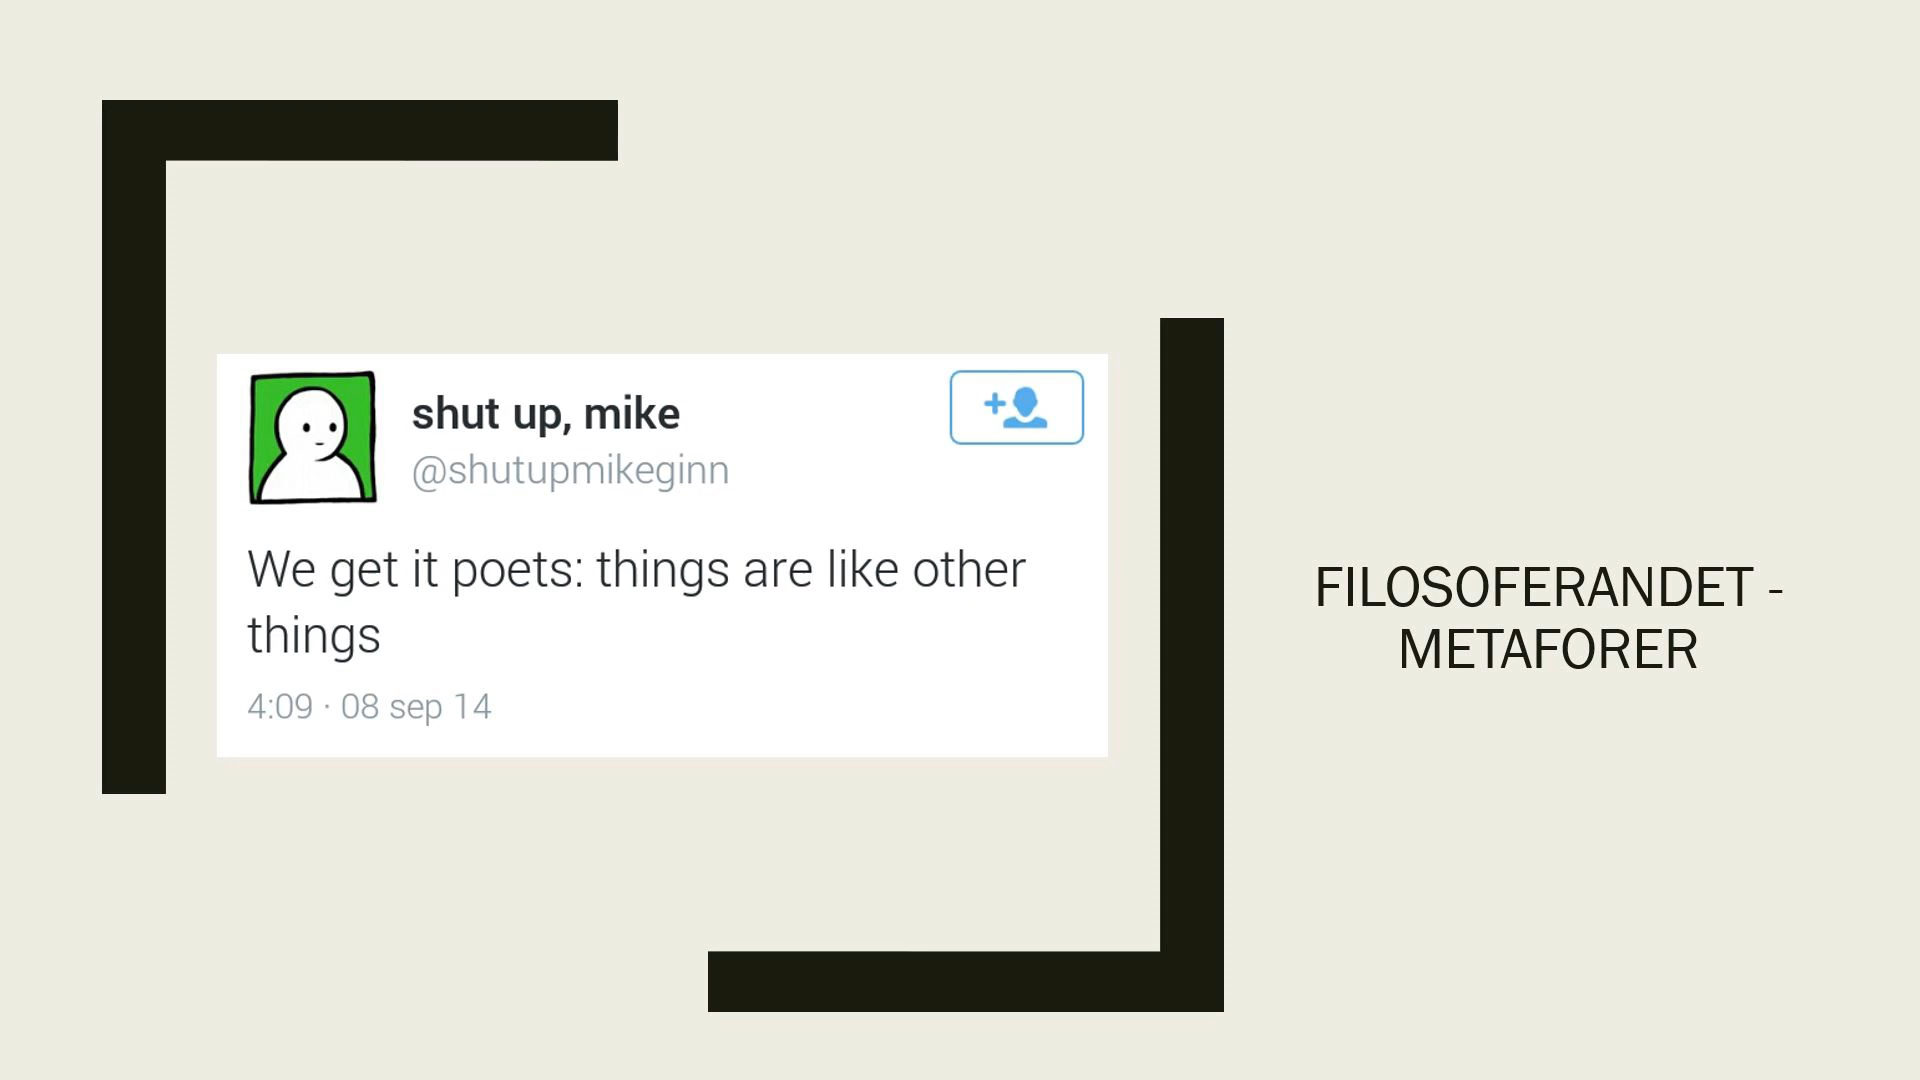 shut up, mike
@shutupmikeginn
We get it poets: things are like other
things
4:09 · 08 sep 14
FILOSOFERANDET -
METAFORER